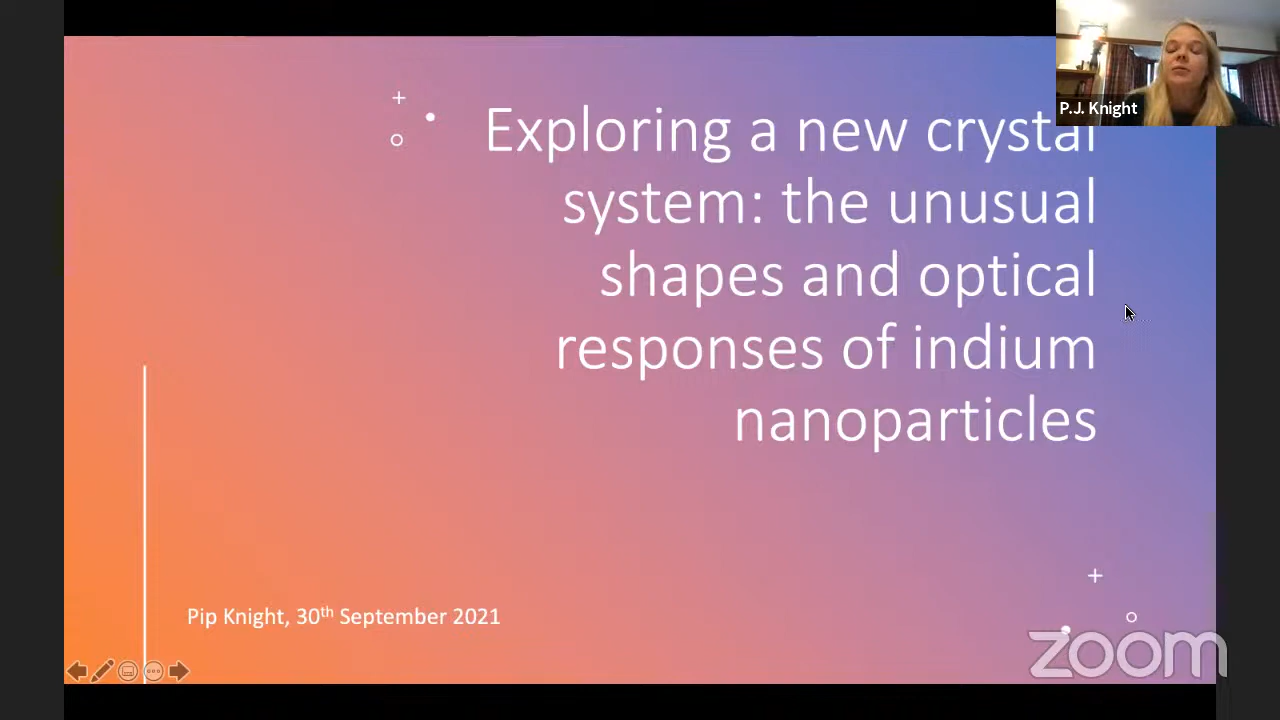 P.J. Knight
Exploring a new crystal
system: the unusual
shapes and optical
responses of indium
nanoparticles
Pip Knight, 30th September 2021
zoom